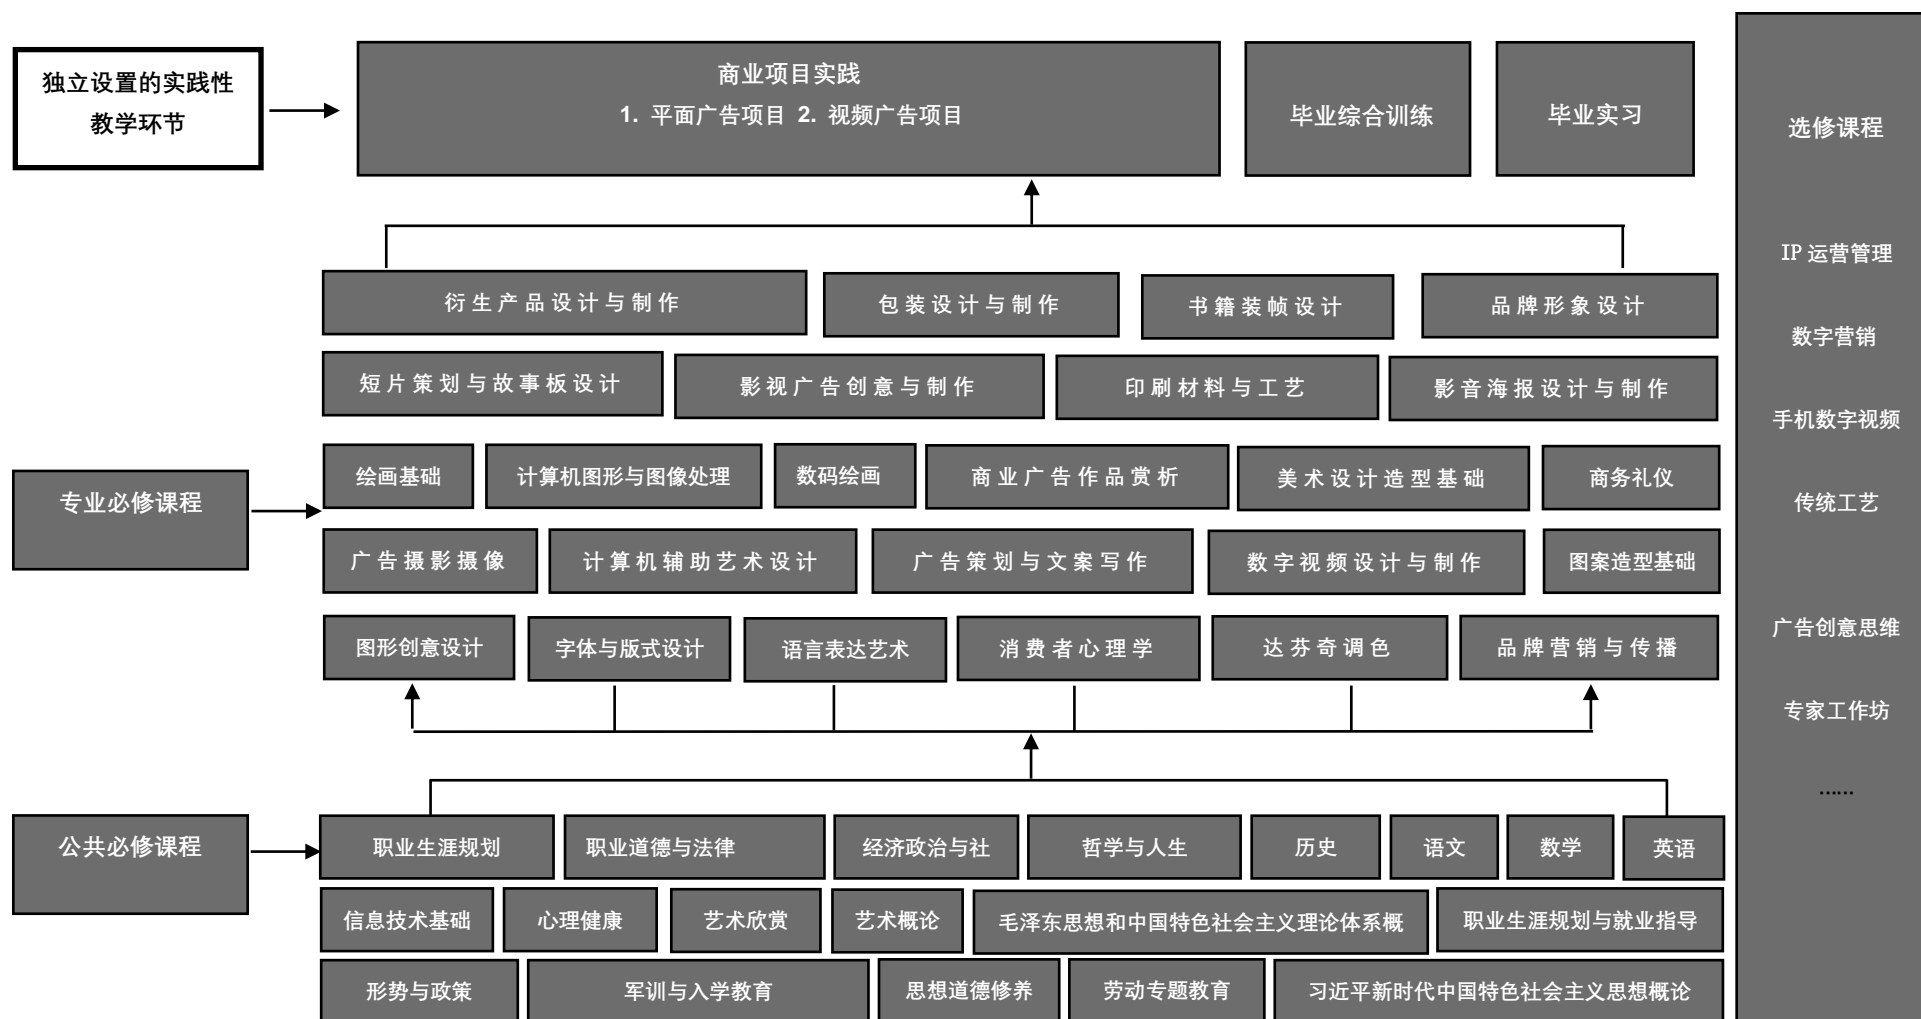 独立设置的实践性
教学环节
商业项目实践
1. 平面广告项目 2. 视频广告项目
毕业综合训练
毕业实习
衍生产品设计与制作
包装设计与制作
书籍装帧设计
品牌形象设计
短片策划与故事板设计
影视广告创意与制作
印刷材料与工艺
影音海报设计与制作
专业必修课程
绘画基础
计算机图形与图像处理
数码绘画
商业广告作品赏析
美术设计造型基础
商务礼仪
广告摄影摄像
计算机辅助艺术设计
广告策划与文案写作
数字视频设计与制作
图案造型基础
图形创意设计
字体与版式设计
语言表达艺术
消费者心理学
达芬奇调色
品牌营销与传播
公共必修课程
职业生涯规划
职业道德与法律
经济政治与社
哲学与人生
历史
语文
数学
英语
信息技术基础
心理健康
艺术欣赏
艺术概论
毛泽东思想和中国特色社会主义理论体系概
职业生涯规划与就业指导
形势与政策
军训与入学教育
思想道德修养
劳动专题教育
习近平新时代中国特色社会主义思想概论
选修课程
IP 运营管理
数字营销
手机数字视频
传统工艺
广告创意思维
专家工作坊
……